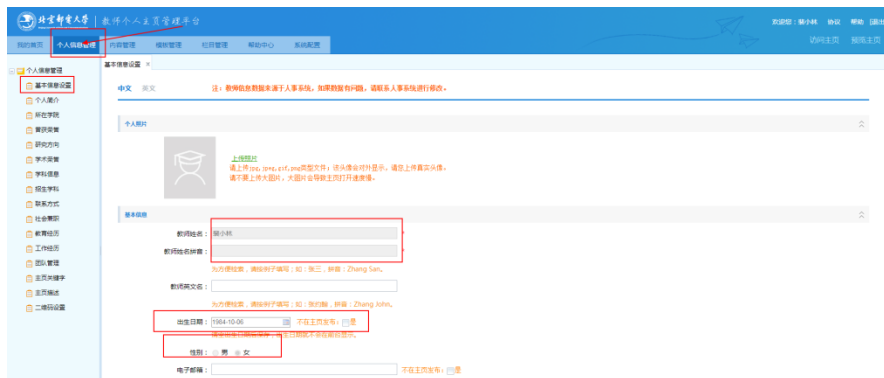 北京邮电大学 教师个人主页管理平台
欢迎您： 小林 协议 帮助 退出
我的首页 个人信息管理 内容管理 模板管理 栏目管理 帮助中心 系统配置 访问主页 预览主页
个人信息管理
基本信息设置
个人简介
所在学院
曾获荣誉
研究方向
学术荣誉
学科信息
招生学科
联系方式
社会兼职
教育经历
工作经历
团队管理
主页关键字
主页描述
二维码设置
基本信息设置 ×
中文 英文 注：教师信息数据来源于人事系统，如果数据有问题，请联系人事系统进行修改。
个人照片
上传照片
请上传jpg,jpeg,gif,png类型文件；该头像会对外显示，请您上传真实头像。
请不要上传大图片，大图片会导致主页打开速度慢。
基本信息
教师姓名： 小林 *
教师姓名拼音： *
为方便检索，请按例子填写：如：张三，拼音：Zhang San。
教师英文名：
为方便检索，请按例子填写：如：张约翰，拼音：Zhang John。
出生日期： 1984-10-06 不在主页发布： 是
性别： 男 女
电子邮箱： 不在主页发布： 是